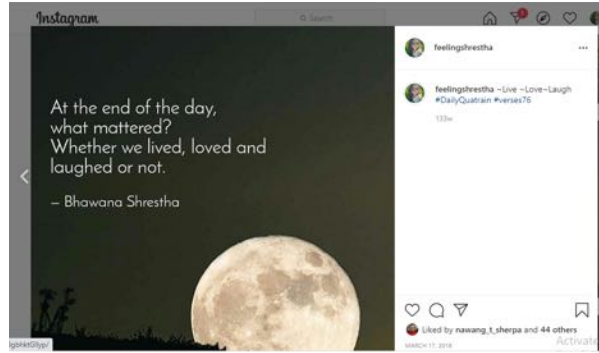 Instagram
Search
At the end of the day,
what mattered?
Whether we lived, loved and
laughed or not.
– Bhawana Shrestha
feelingshrestha
feelingshrestha ~Live ~Love~Laugh
#DailyQuatrain #verses76
133w
Liked by nawang_t_sherpa and 44 others
MARCH 17, 2018
Activate